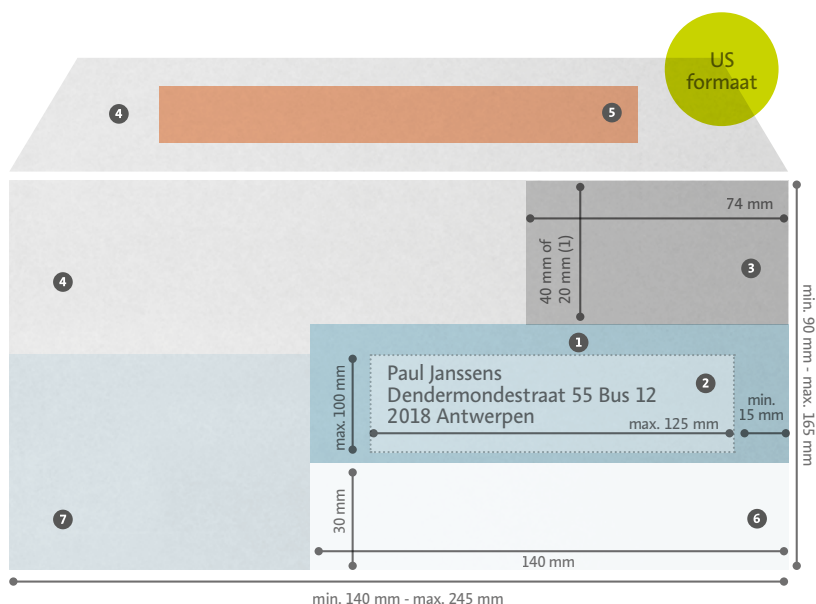 US
formaat
4
5
74 mm
40 mm of
20 mm (1)
4
3
1
Paul Janssens
Dendermondestraat 55 Bus 12
2018 Antwerpen
2
max. 125 mm
max. 100 mm
min.
15 mm
min. 90 mm - max. 165 mm
7
30 mm
6
140 mm
min. 140 mm - max. 245 mm